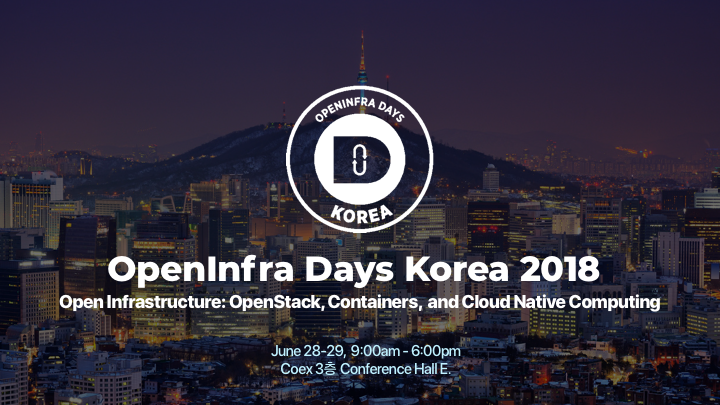 OPENINFRA DAYS
KOREA
OpenInfra Days Korea 2018
Open Infrastructure: OpenStack, Containers, and Cloud Native Computing
June 28-29, 9:00am - 6:00pm
Coex 3층 Conference Hall E.